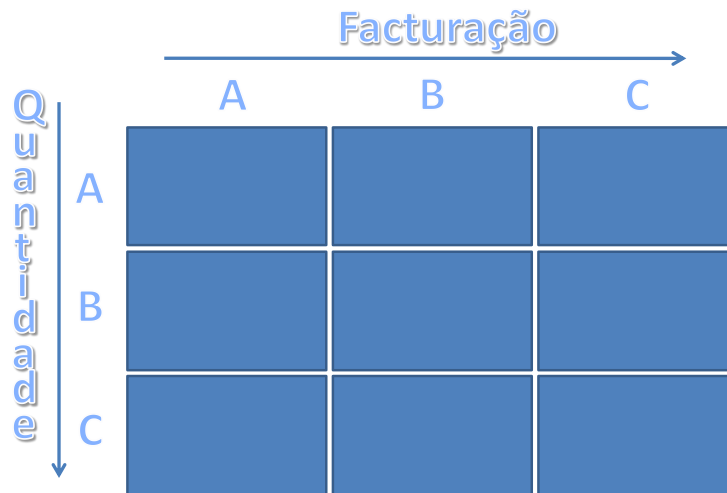 Facturação
A B C
Quantidade
A
B
C